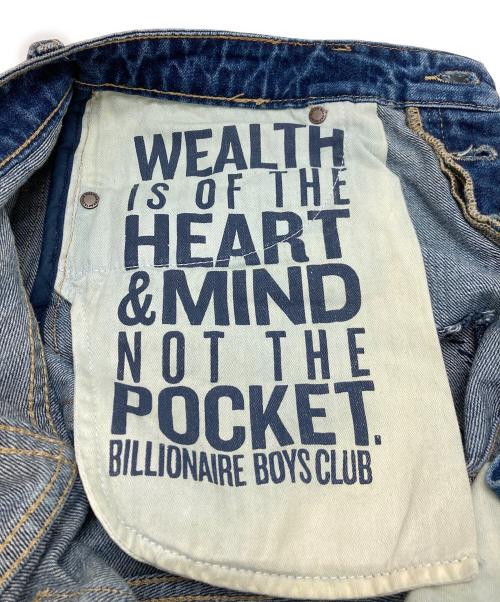 WEALTH
IS OF THE
HEART
&MIND
NOT THE
POCKET.
BILLIONAIRE BOYS CLUB